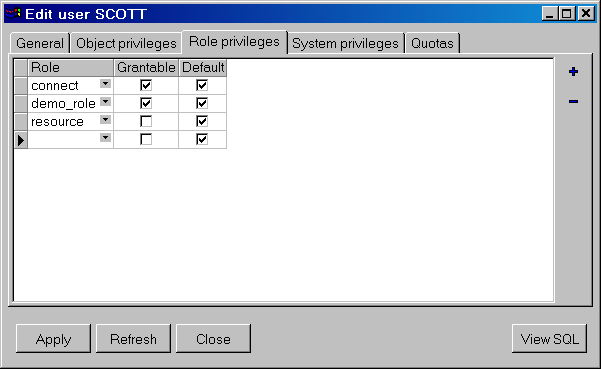 Edit user SCOTT
General Object privileges Role privileges System privileges Quotas
Role Grantable Default
connect
demo_role
resource
Apply Refresh Close View SQL